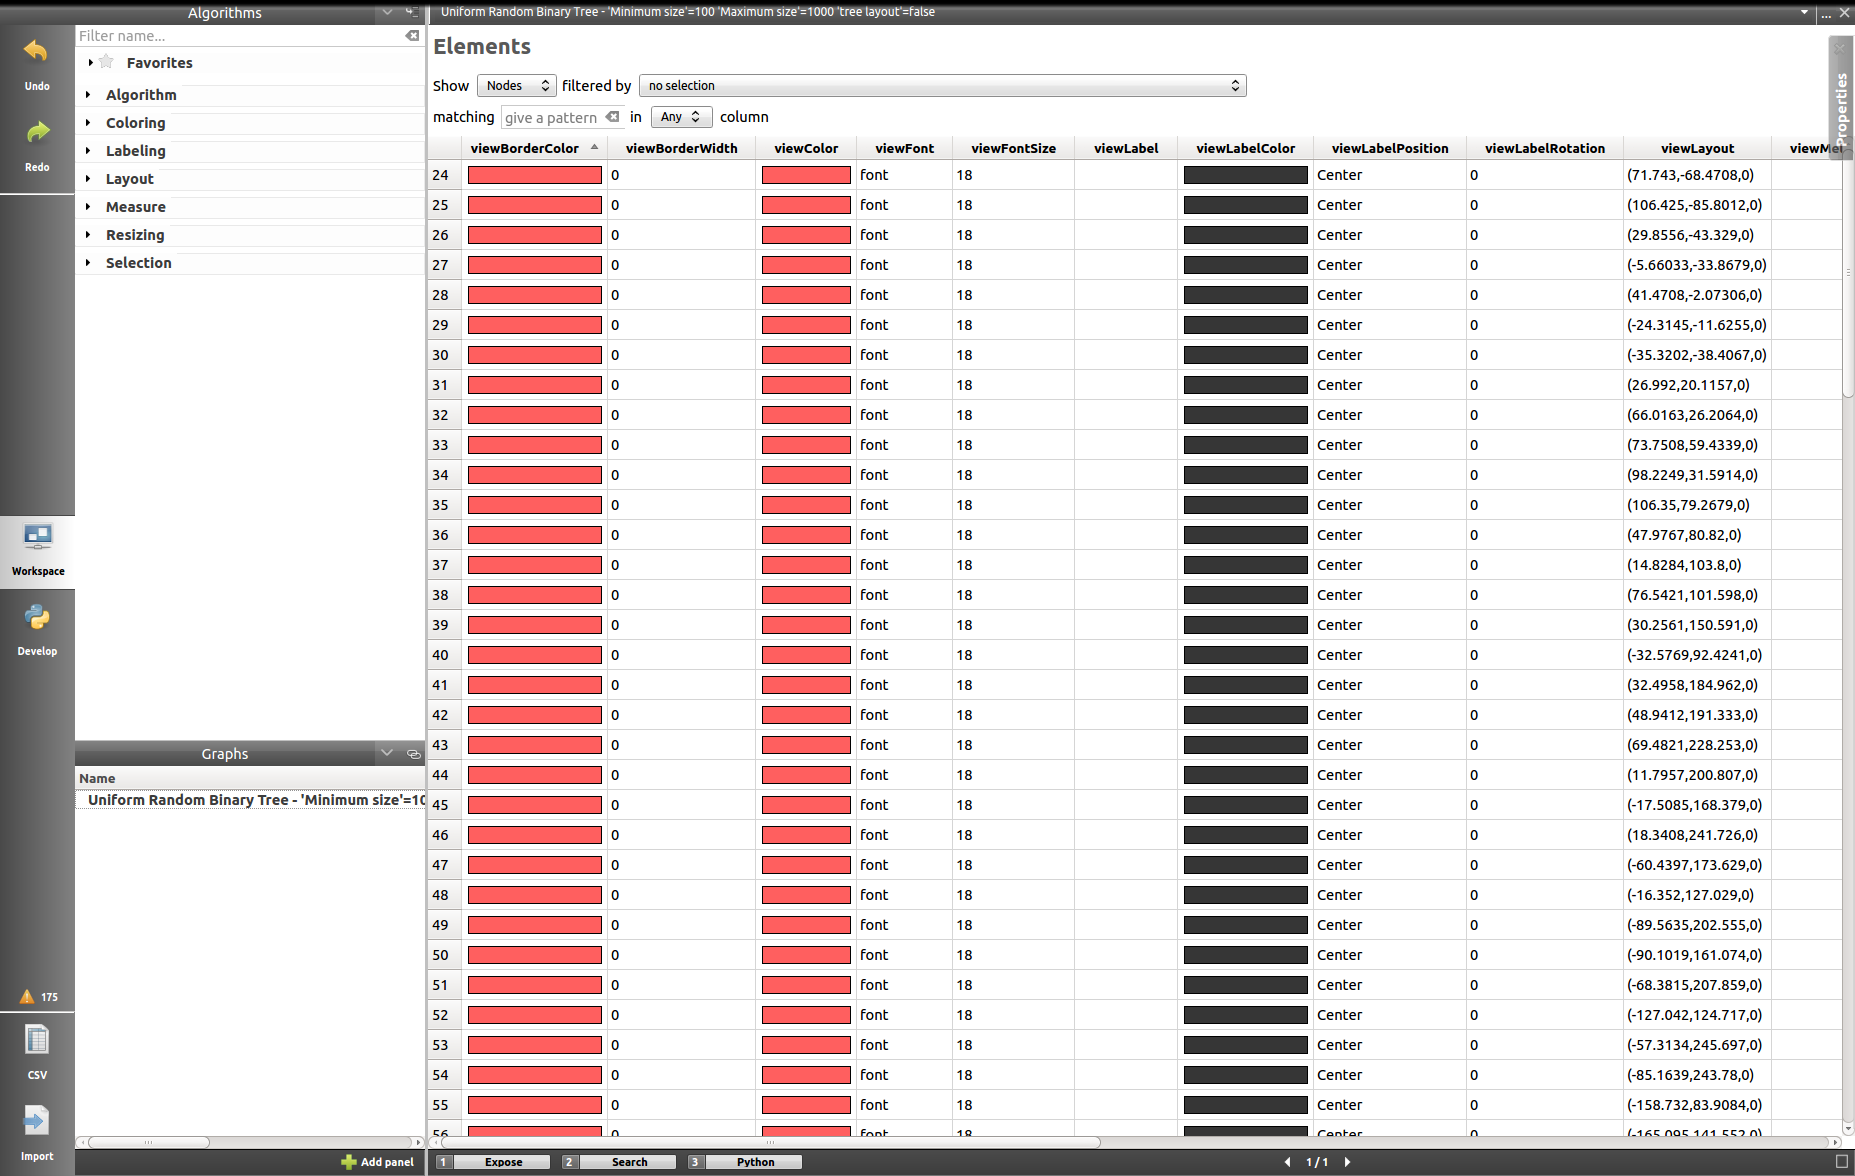 Algorithms
Uniform Random Binary Tree - 'Minimum size'=100 'Maximum size'=1000 'tree layout'=false
Filter name...
Favorites
Algorithm
Coloring
Labeling
Layout
Measure
Resizing
Selection
Undo
Redo
Workspace
Develop
175
CSV
Import
Graphs
Name
Uniform Random Binary Tree - 'Minimum size'=10
Add panel
Elements
Show Nodes filtered by no selection
matching give a pattern in Any column
Properties
viewBorderColor viewBorderWidth viewColor viewFont viewFontSize viewLabel viewLabelColor viewLabelPosition viewLabelRotation viewLayout
24 0 font 18 Center 0 (71.743,-68.4708,0)
25 0 font 18 Center 0 (106.425,-85.8012,0)
26 0 font 18 Center 0 (29.8556,-43.329,0)
27 0 font 18 Center 0 (-5.66033,-33.8679,0)
28 0 font 18 Center 0 (41.4708,-2.07306,0)
29 0 font 18 Center 0 (-24.3145,-11.6255,0)
30 0 font 18 Center 0 (-35.3202,-38.4067,0)
31 0 font 18 Center 0 (26.992,20.1157,0)
32 0 font 18 Center 0 (66.0163,26.2064,0)
33 0 font 18 Center 0 (73.7508,59.4339,0)
34 0 font 18 Center 0 (98.2249,31.5914,0)
35 0 font 18 Center 0 (106.35,79.2679,0)
36 0 font 18 Center 0 (47.9767,80.82,0)
37 0 font 18 Center 0 (14.8284,103.8,0)
38 0 font 18 Center 0 (76.5421,101.598,0)
39 0 font 18 Center 0 (30.2561,150.591,0)
40 0 font 18 Center 0 (-32.5769,92.4241,0)
41 0 font 18 Center 0 (32.4958,184.962,0)
42 0 font 18 Center 0 (48.9412,191.333,0)
43 0 font 18 Center 0 (69.4821,228.253,0)
44 0 font 18 Center 0 (11.7957,200.807,0)
45 0 font 18 Center 0 (-17.5085,168.379,0)
46 0 font 18 Center 0 (18.3408,241.726,0)
47 0 font 18 Center 0 (-60.4397,173.629,0)
48 0 font 18 Center 0 (-16.352,127.029,0)
49 0 font 18 Center 0 (-89.5635,202.555,0)
50 0 font 18 Center 0 (-90.1019,161.074,0)
51 0 font 18 Center 0 (-68.3815,207.859,0)
52 0 font 18 Center 0 (-127.042,124.717,0)
53 0 font 18 Center 0 (-57.3134,245.697,0)
54 0 font 18 Center 0 (-85.1639,243.78,0)
55 0 font 18 Center 0 (-158.732,83.9084,0)
56 0 font 18 Center 0 (-165.095,141.552,0)
1 Expose 2 Search 3 Python 1 / 1